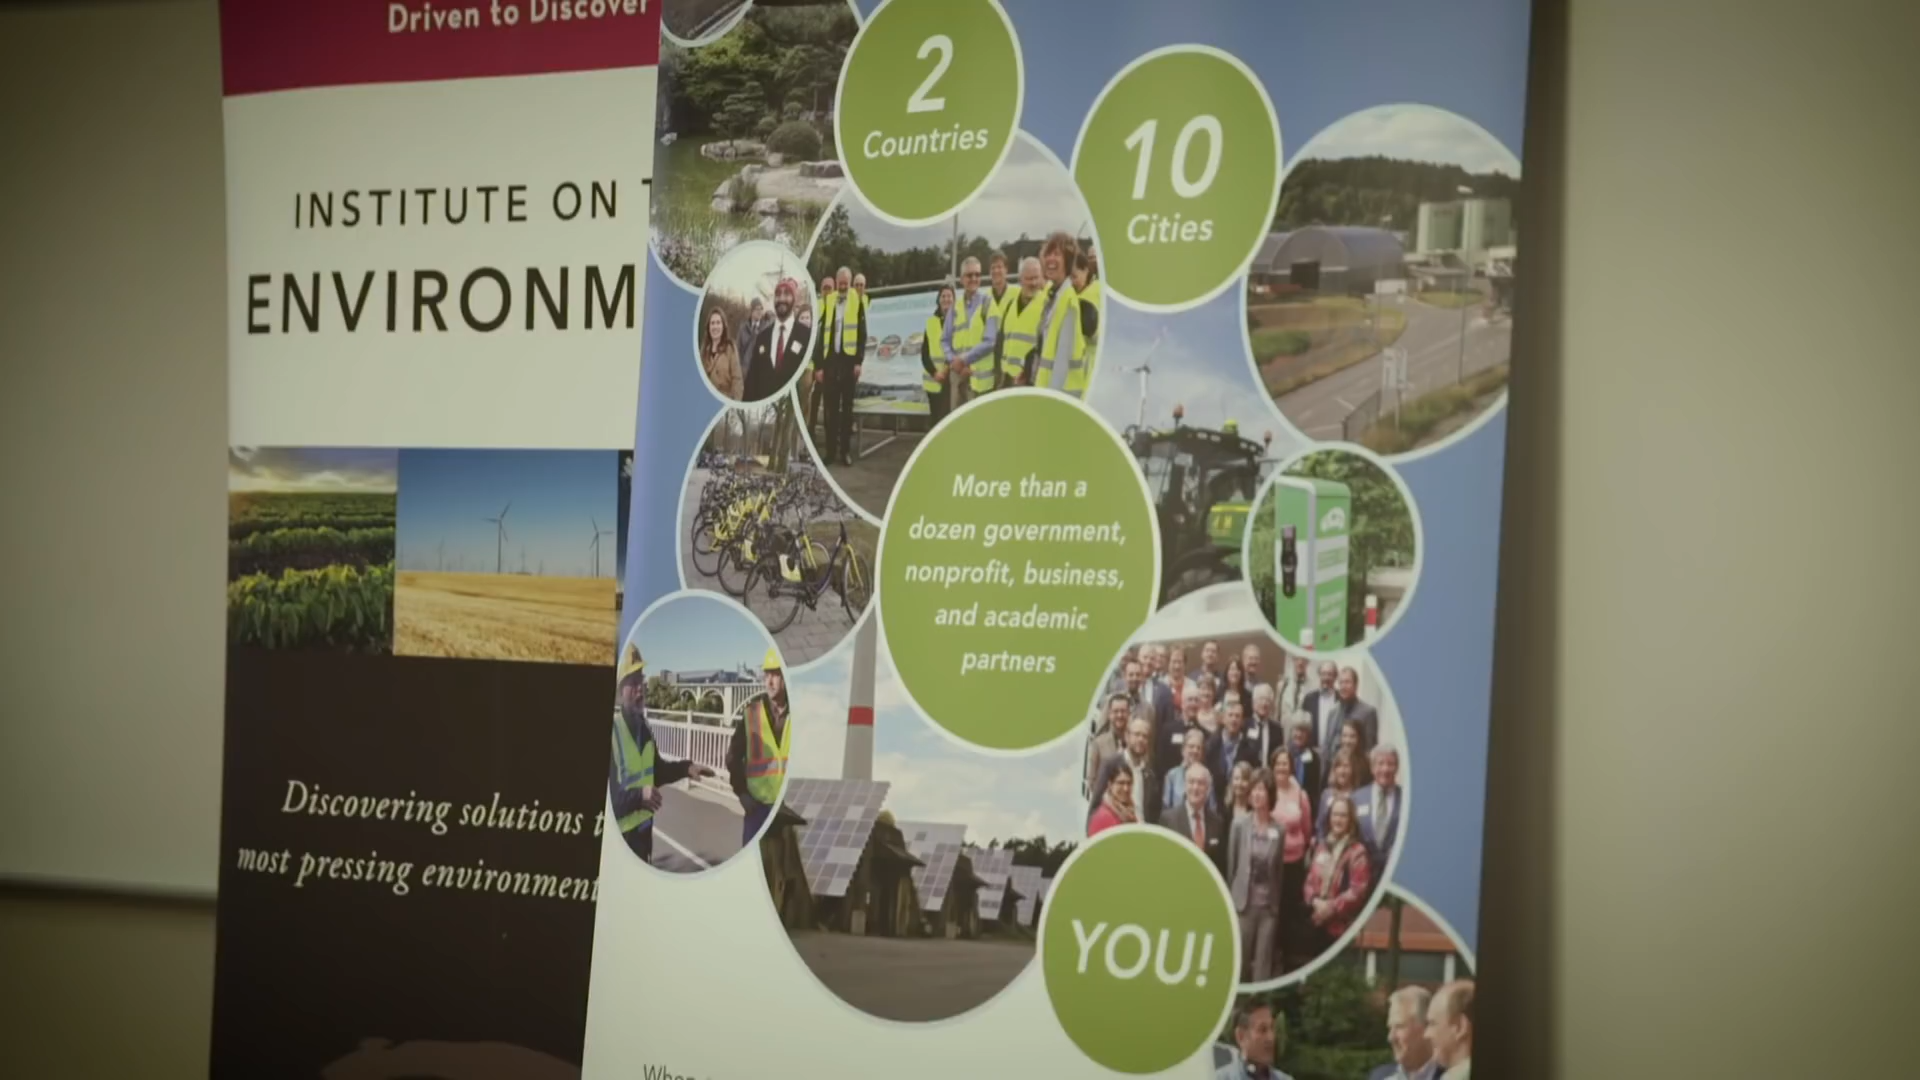 Driven to Discover
INSTITUTE ON
ENVIRONM
Discovering solutions
most pressing environment
2
Countries
10
Cities
More than a
dozen government,
nonprofit, business,
and academic
partners
YOU!
When